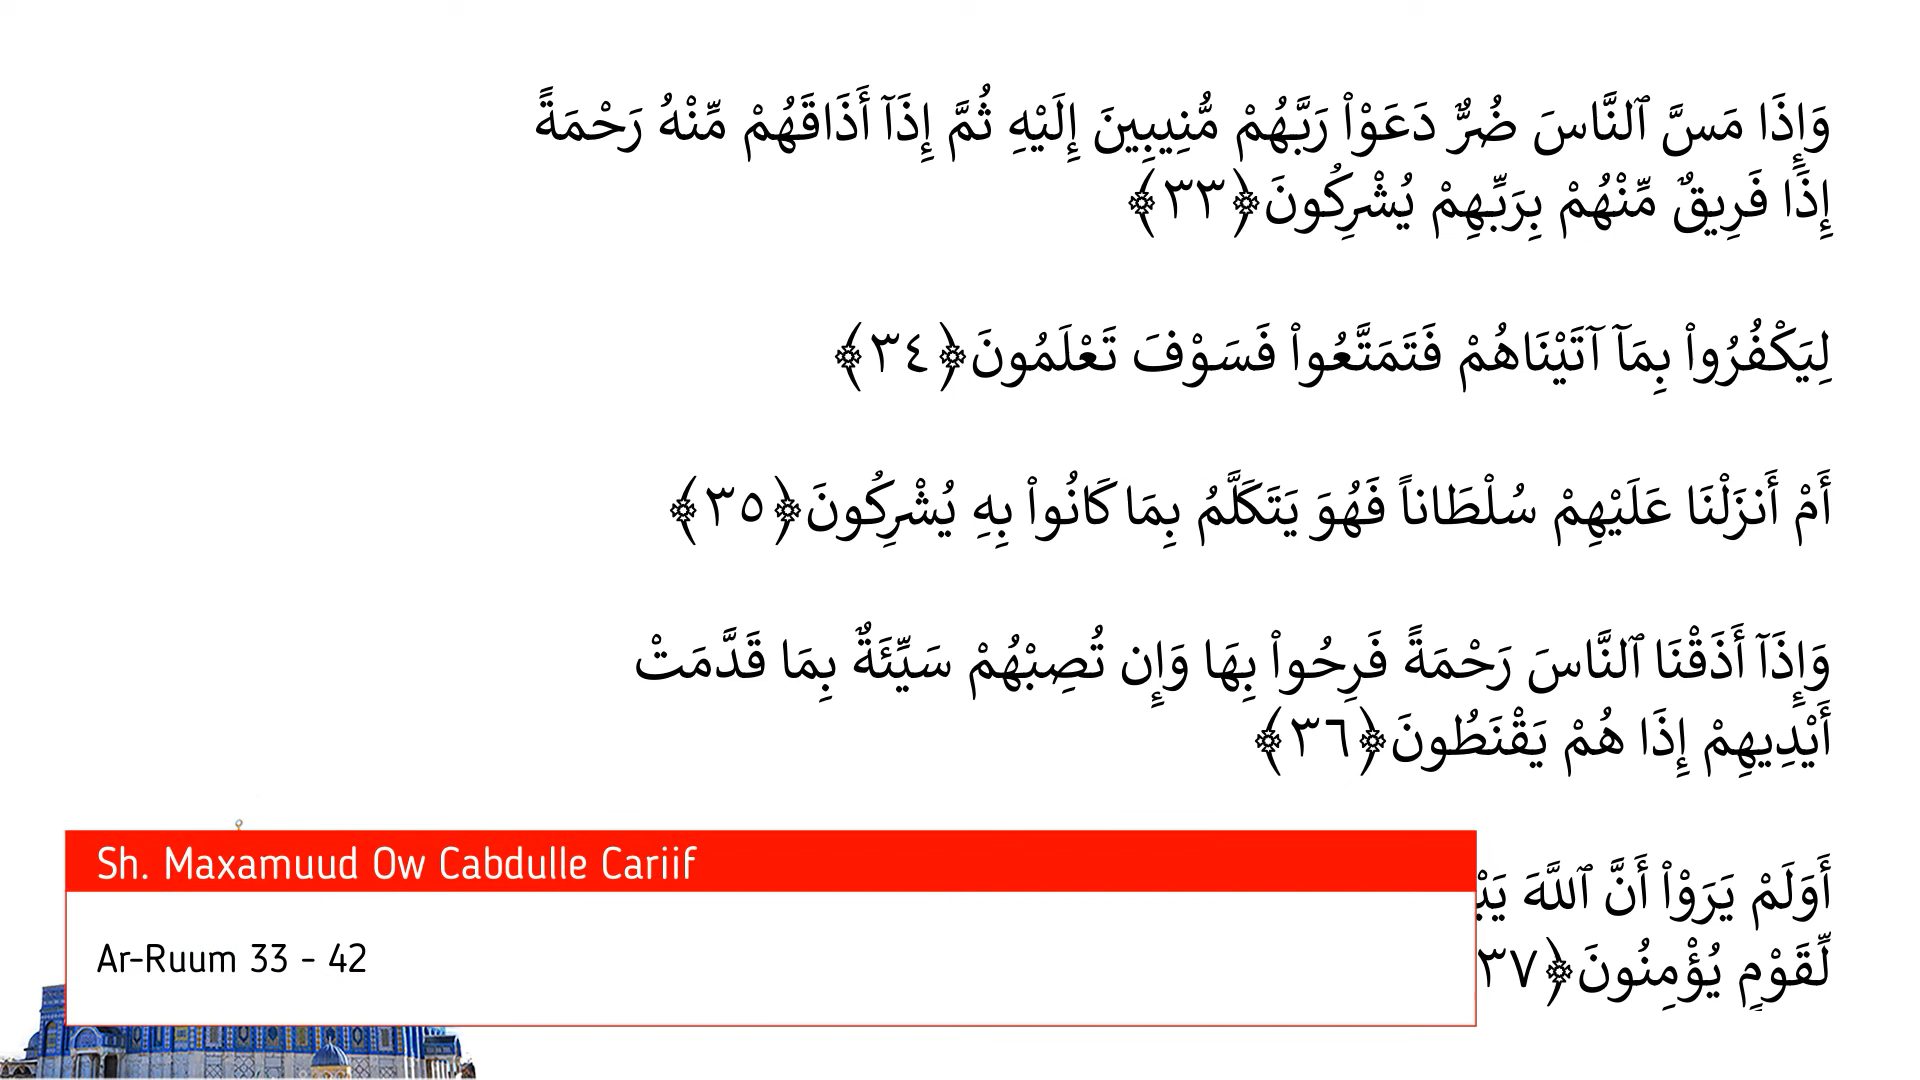 وَإِذَا مَسَّ ٱلنَّاسَ ضُرٌّ دَعَوْاْ رَبَّهُمْ مُّنِيبِينَ إِلَيْهِ ثُمَّ إِذَآ أَذَاقَهُمْ مِّنْهُ رَحْمَةً
إِذَا فَرِيقٌ مِّنْهُمْ بِرَبِّهِمْ يُشْرِكُونَ﴿٣٣﴾
لِيَكْفُرُواْ بِمَآ آتَيْنَاهُمْ فَتَمَتَّعُواْ فَسَوْفَ تَعْلَمُونَ﴿٣٤﴾
أَمْ أَنزَلْنَا عَلَيْهِمْ سُلْطَاناً فَهُوَ يَتَكَلَّمُ بِمَا كَانُواْ بِهِ يُشْرِكُونَ﴿٣٥﴾
وَإِذَآ أَذَقْنَا ٱلنَّاسَ رَحْمَةً فَرِحُواْ بِهَا وَإِن تُصِبْهُمْ سَيِّئَةٌ بِمَا قَدَّمَتْ
أَيْدِيهِمْ إِذَا هُمْ يَقْنَطُونَ﴿٣٦﴾
أَوَلَمْ يَرَوْاْ أَنَّ ٱللَّهَ
لِّقَوْمٍ يُؤْمِنُونَ﴿٣٧
Sh. Maxamuud Ow Cabdulle Cariif
Ar-Ruum 33 - 42